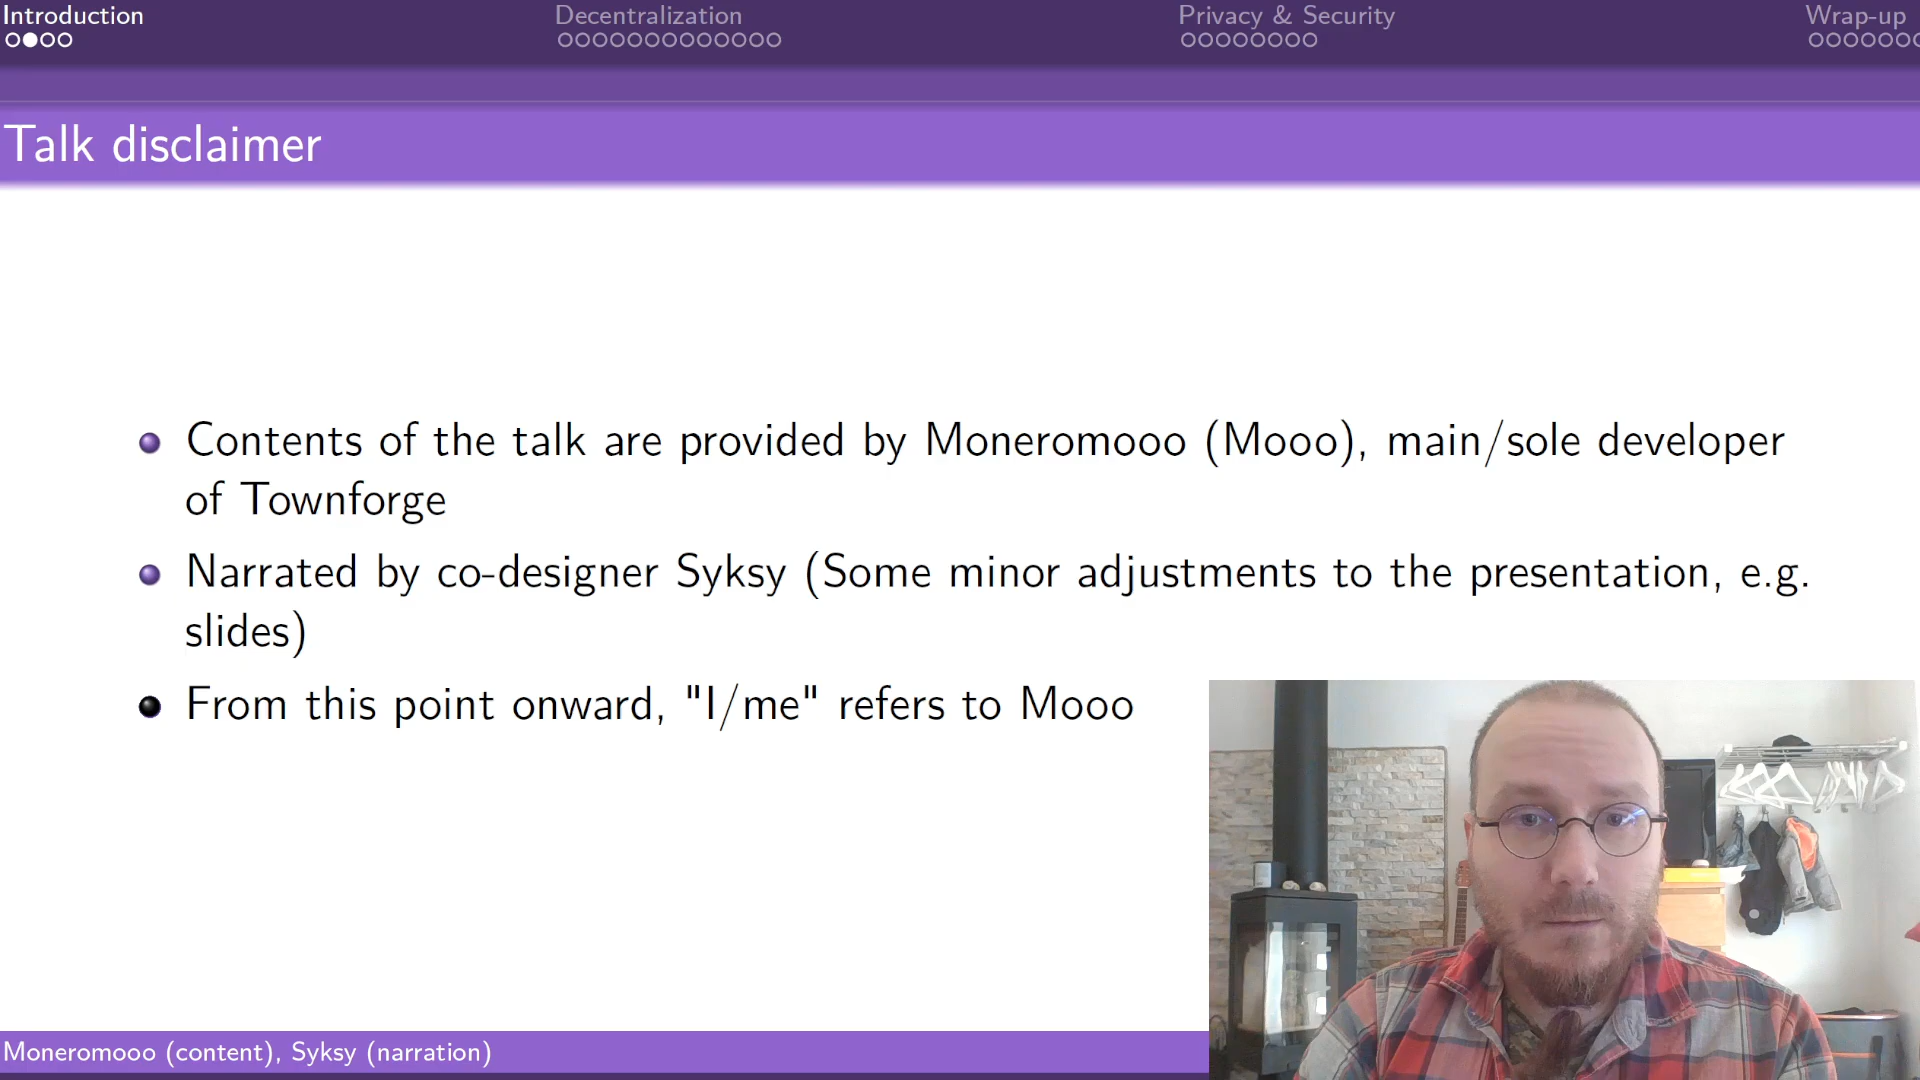 Introduction
Decentralization
Privacy & Security
Wrap-up
Talk disclaimer
Contents of the talk are provided by Moneromooo (Mooo), main/sole developer
of Townforge
Narrated by co-designer Syksy (Some minor adjustments to the presentation, e.g.
slides)
From this point onward, "I/me" refers to Mooo
Moneromooo (content), Syksy (narration)